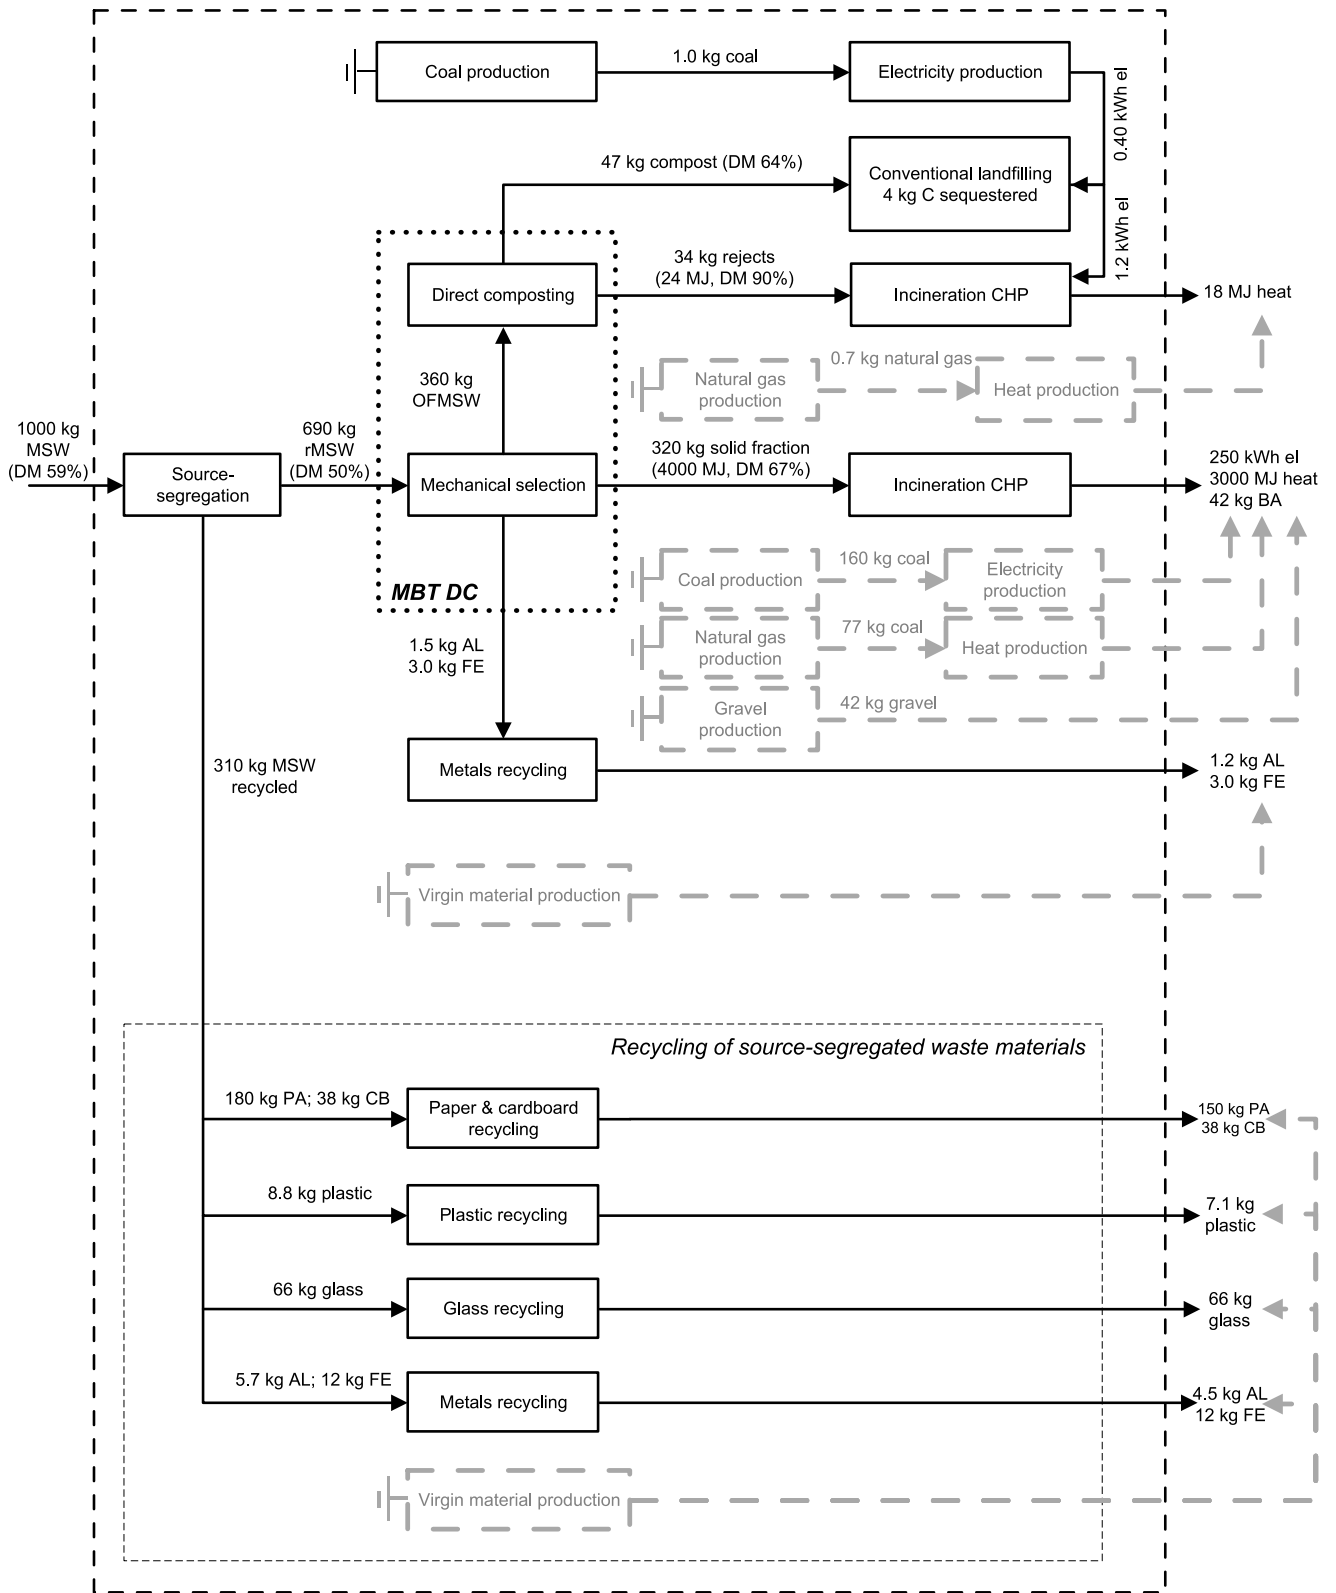 Coal production
1.0 kg coal
Electricity production
0.40 kWh el
47 kg compost (DM 64%)
Conventional landfilling
4 kg C sequestered
1.2 kWh el
Direct composting
34 kg rejects
(24 MJ, DM 90%)
Incineration CHP
18 MJ heat
360 kg
OFMSW
Natural gas
production
0.7 kg natural gas
Heat production
1000 kg
MSW
(DM 59%)
Source-
segregation
690 kg
rMSW
(DM 50%)
Mechanical selection
320 kg solid fraction
(4000 MJ, DM 67%)
Incineration CHP
250 kWh el
3000 MJ heat
42 kg BA
MBT DC
Coal production
160 kg coal
Electricity
production
Natural gas
production
77 kg coal
Heat production
Gravel
production
42 kg gravel
1.5 kg AL
3.0 kg FE
310 kg MSW
recycled
Metals recycling
1.2 kg AL
3.0 kg FE
Virgin material production
Recycling of source-segregated waste materials
180 kg PA; 38 kg CB
Paper & cardboard
recycling
150 kg PA
38 kg CB
8.8 kg plastic
Plastic recycling
7.1 kg
plastic
66 kg glass
Glass recycling
66 kg
glass
5.7 kg AL; 12 kg FE
Metals recycling
4.5 kg AL
12 kg FE
Virgin material production